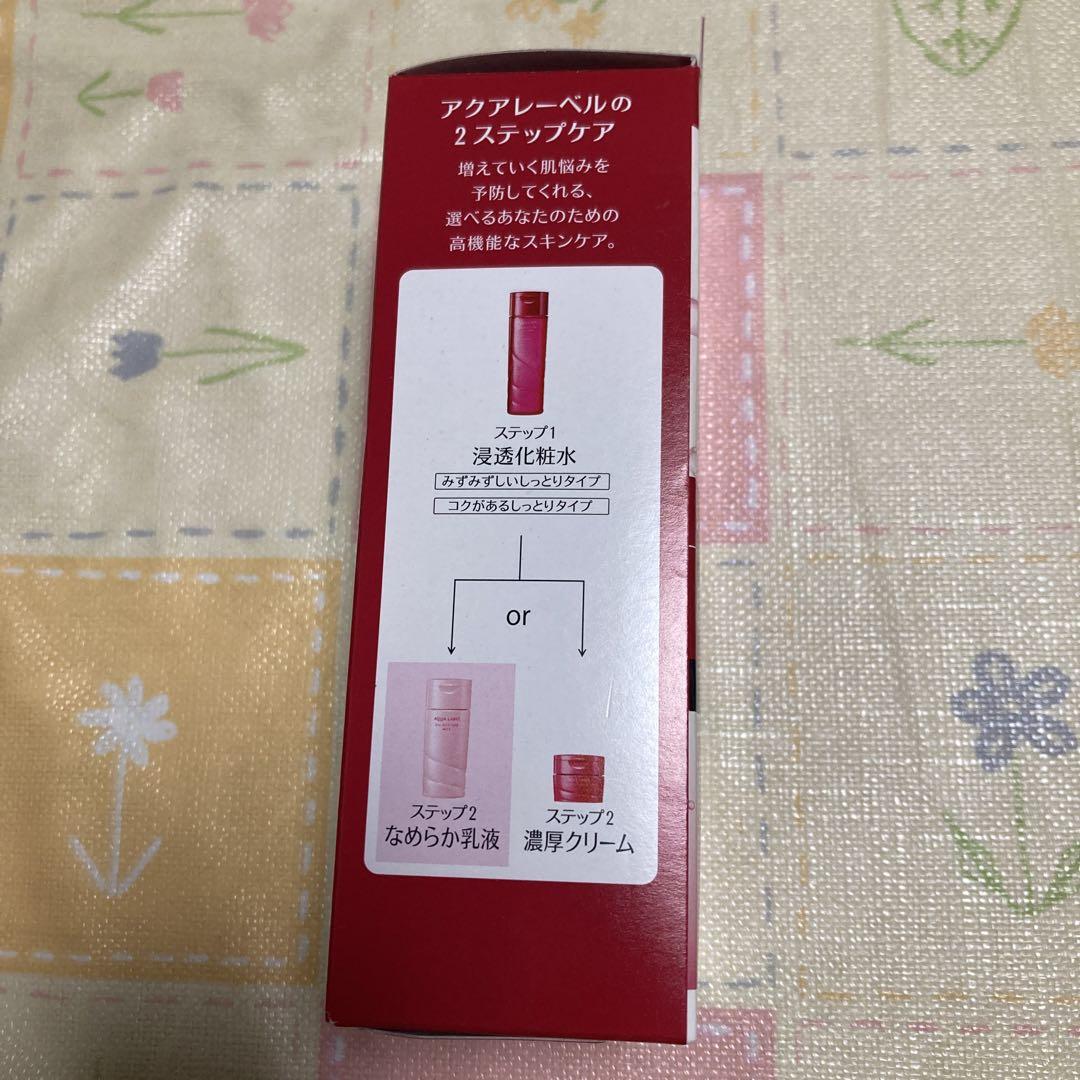 アクアレーベルの
2ステップケア
増えていく肌悩みを
予防してくれる、
選べるあなたのための
高機能なスキンケア。
ステップ1
浸透化粧水
みずみずしいしっとりタイプ
コクがあるしっとりタイプ
or
AQUA LABEL
ステップ2
なめらか乳液
ステップ2
濃厚クリーム